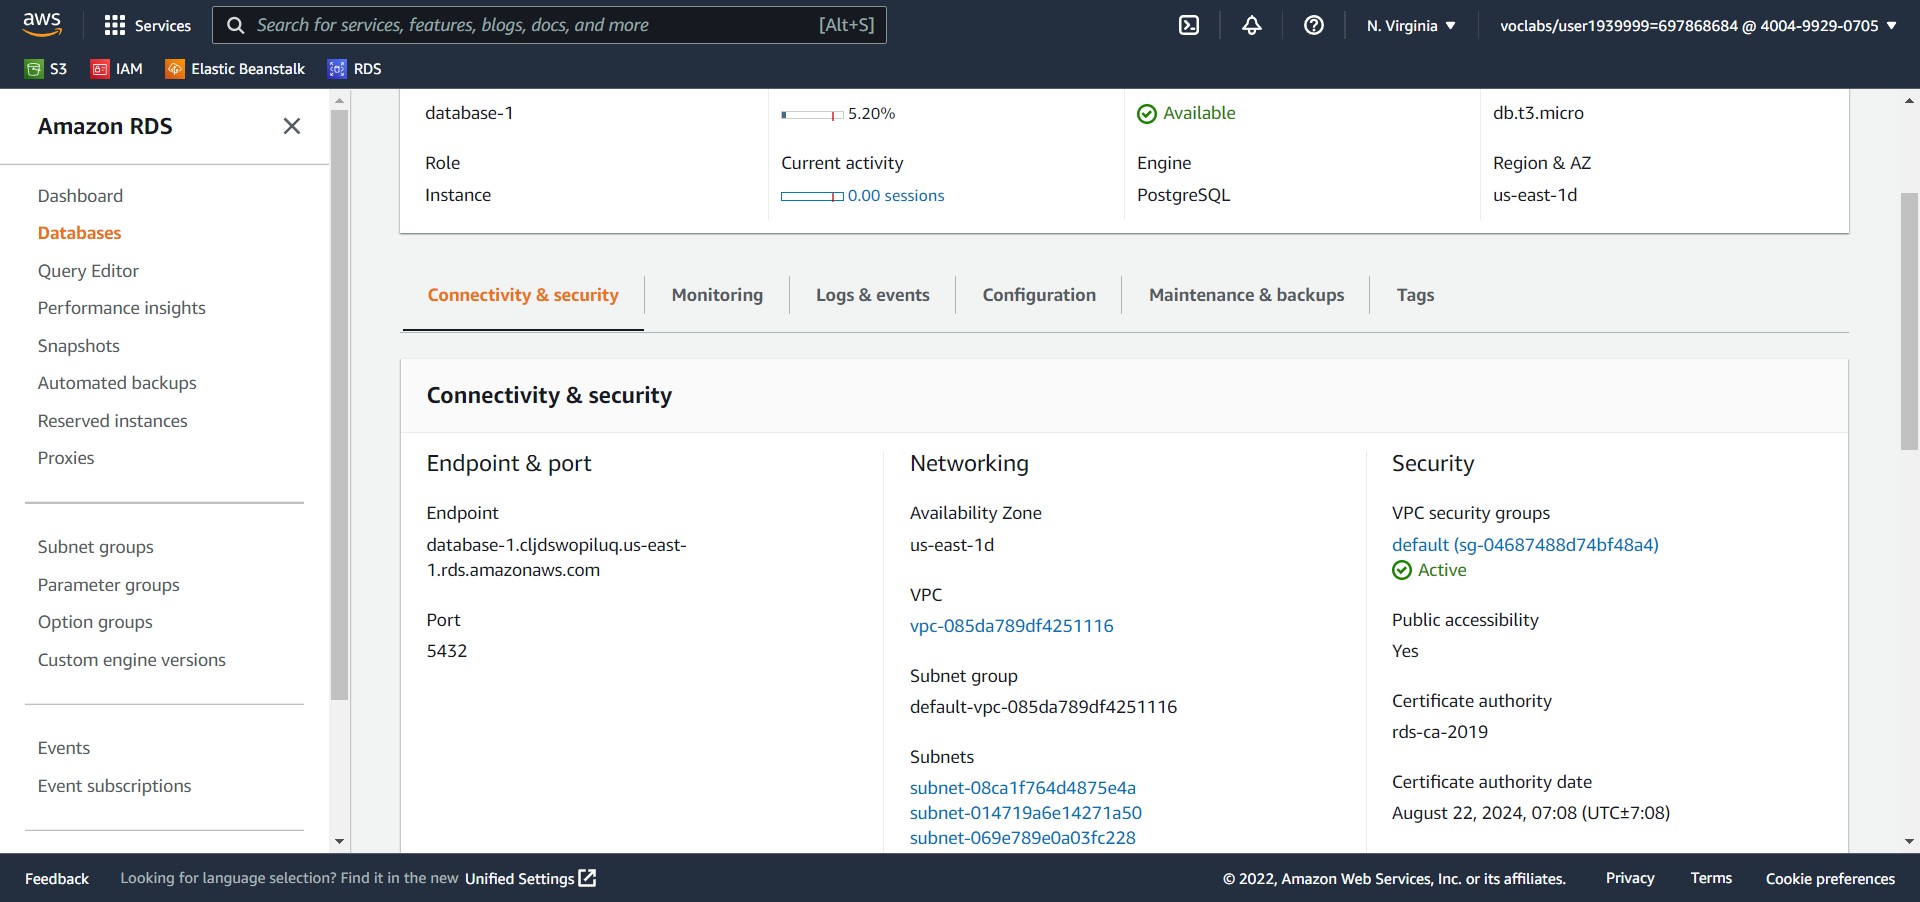 aws
Services
Search for services, features, blogs, docs, and more
[Alt+S]
N. Virginia
voclabs/user1939999=697868684 @ 4004-9929-0705
S3
IAM
Elastic Beanstalk
RDS
Amazon RDS
Dashboard
Databases
Query Editor
Performance insights
Snapshots
Automated backups
Reserved instances
Proxies
Subnet groups
Parameter groups
Option groups
Custom engine versions
Events
Event subscriptions
database-1
5.20%
Available
db.t3.micro
Role
Current activity
Engine
Region & AZ
Instance
0.00 sessions
PostgreSQL
us-east-1d
Connectivity & security
Monitoring
Logs & events
Configuration
Maintenance & backups
Tags
Connectivity & security
Endpoint & port
Endpoint
database-1.cljdswopiluq.us-east-
1.rds.amazonaws.com
Port
5432
Networking
Availability Zone
us-east-1d
VPC
vpc-085da789df4251116
Subnet group
default-vpc-085da789df4251116
Subnets
subnet-08ca1f764d4875e4a
subnet-014719a6e14271a50
subnet-069e789e0a03fc228
Security
VPC security groups
default (sg-04687488d74bf48a4)
Active
Public accessibility
Yes
Certificate authority
rds-ca-2019
Certificate authority date
August 22, 2024, 07:08 (UTC±7:08)
Feedback
Looking for language selection? Find it in the new Unified Settings
© 2022, Amazon Web Services, Inc. or its affiliates.
Privacy
Terms
Cookie preferences